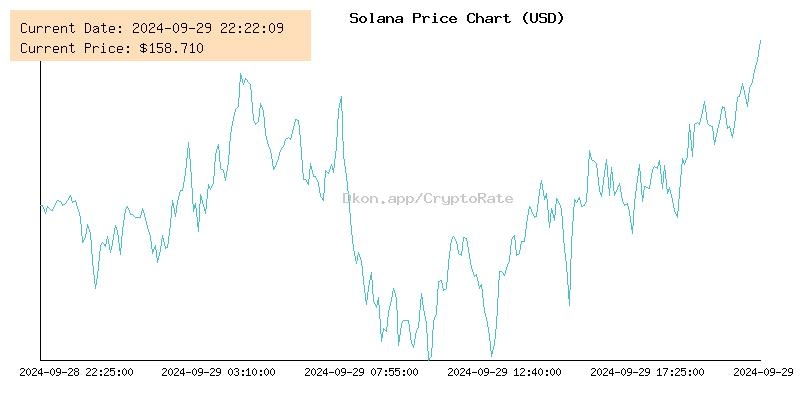 Solana Price Chart (USD)
Current Date: 2024-09-29 22:22:09
Current Price: $158.710
Dkon.app/CryptoRate
2024-09-28 22:25:00 2024-09-29 03:10:00 2024-09-29 07:55:00 2024-09-29 12:40:00 2024-09-29 17:25:00 2024-09-29